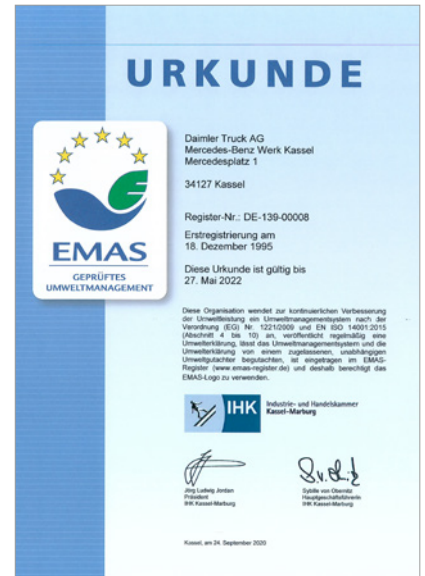 URKUNDE
Daimler Truck AG
Mercedes-Benz Werk Kassel
Mercedesplatz 1
34127 Kassel
Register-Nr.: DE-139-00008
Erstregistrierung am
18. Dezember 1995
Diese Urkunde ist gültig bis
27. Mai 2022
EMAS
GEPRÜFTES
UMWELTMANAGEMENT
Diese Organisation wendet zur kontinuierlichen Verbesserung
der Umweltleistung ein Umweltmanagementsystem nach der
Verordnung (EG) Nr. 1221/2009 und EN ISO 14001:2015
(Abschnitt 4 bis 10) an, veröffentlicht regelmäßig eine
Umwelterklärung, lässt das Umweltmanagementsystem und die
Umwelterklärung von einem zugelassenen, unabhängigen
Umweltgutachter begutachten, ist eingetragen im EMAS-
Register (www.emas-register.de) und deshalb berechtigt das
EMAS-Logo zu verwenden.
IHK
Industrie- und Handelskammer
Kassel-Marburg
Jörg Ludwig Jordan
Präsident
IHK Kassel-Marburg
Sybille von Obernitz
Hauptgeschäftsführerin
IHK Kassel-Marburg
Kassel, am 24. September 2020